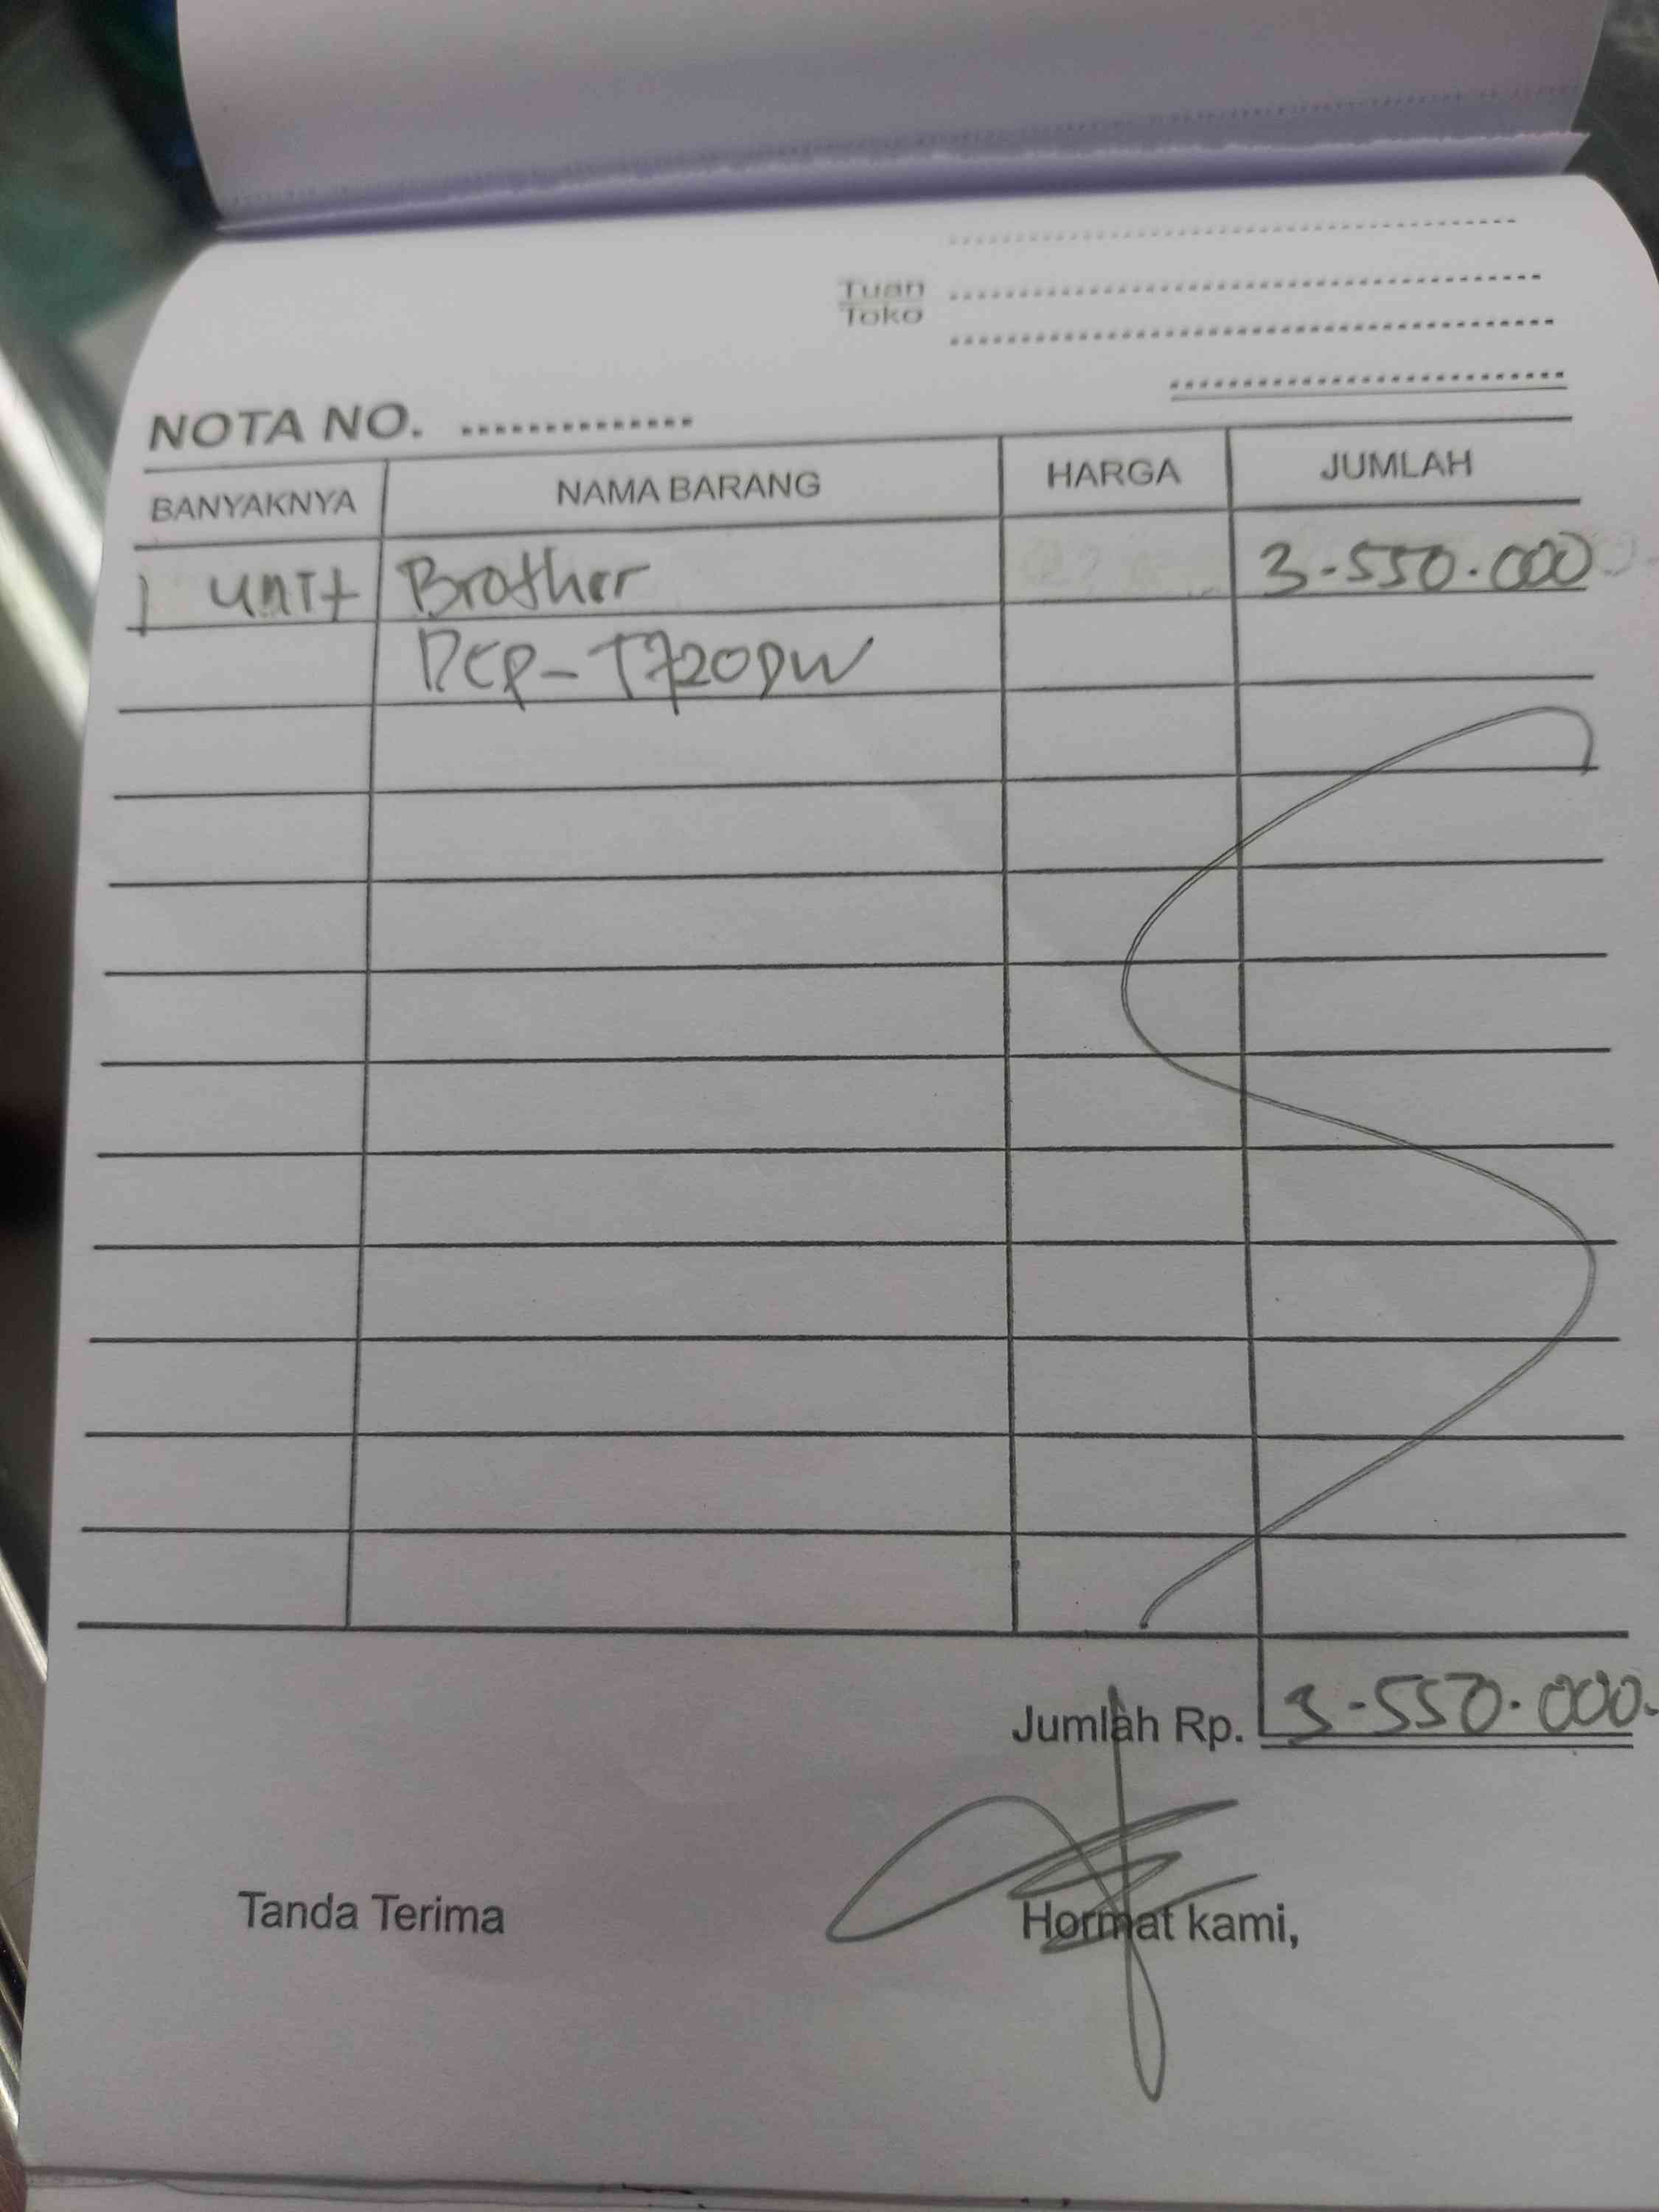 Tuan
Toko
NOTA NO. ..............
BANYAKNYA NAMA BARANG HARGA JUMLAH
1 unit Brother 3.550.000
DCP-T720DW
Jumlah Rp. 3.550.000.
Tanda Terima Hormat kami,